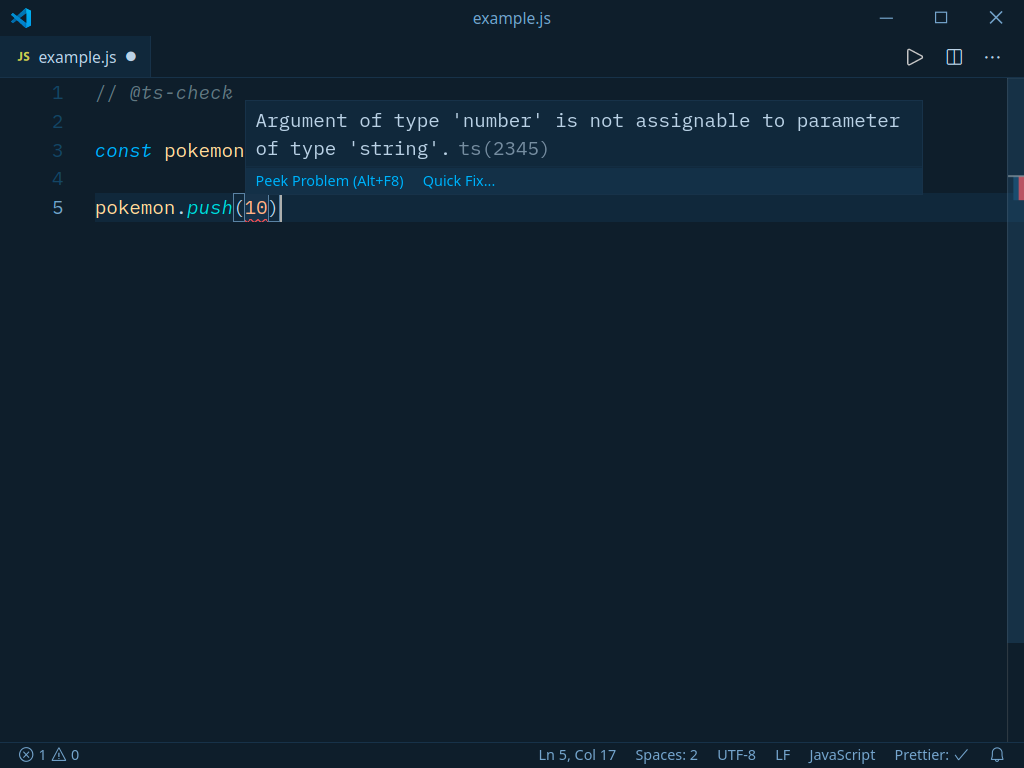 example.js
JS example.js
1 // @ts-check
2
Argument of type 'number' is not assignable to parameter
of type 'string'. ts(2345)
3 const pokemon
4
Peek Problem (Alt+F8) Quick Fix...
5 pokemon.push(10)
1 0 Ln 5, Col 17 Spaces: 2 UTF-8 LF JavaScript Prettier: ✓